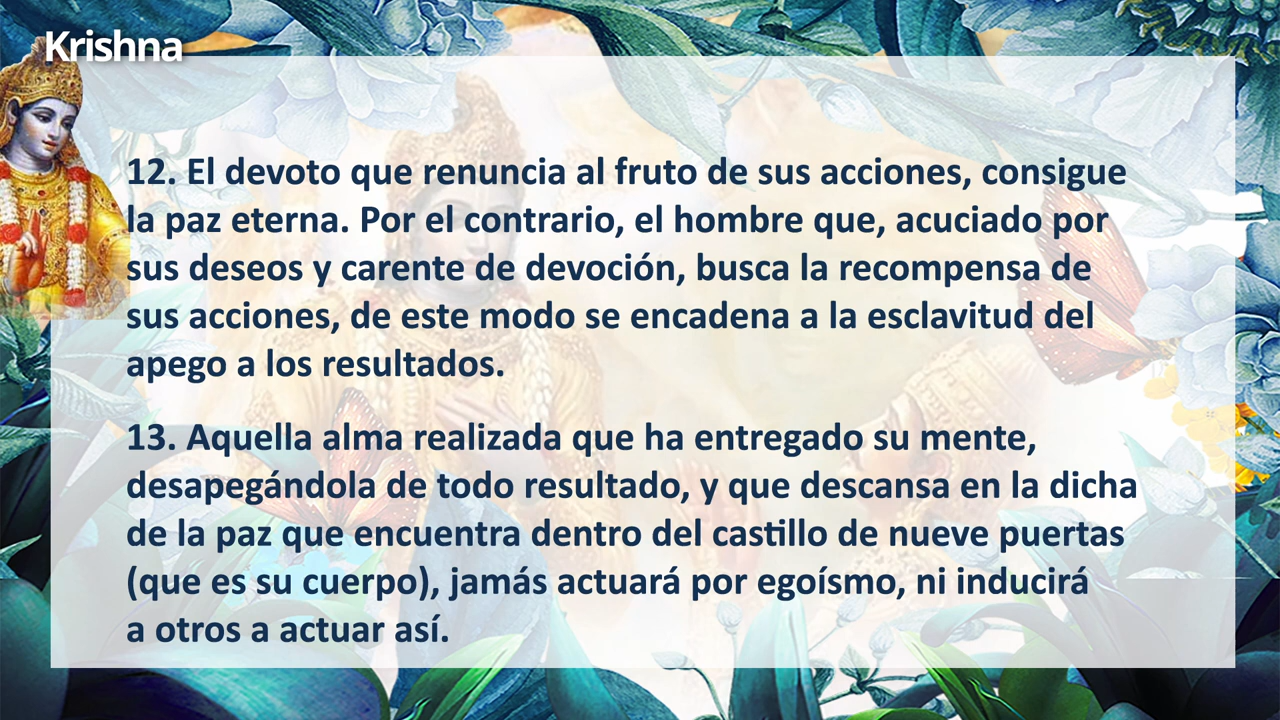 Krishna
12. El devoto que renuncia al fruto de sus acciones, consigue
la paz eterna. Por el contrario, el hombre que, acuciado por
sus deseos y carente de devoción, busca la recompensa de
sus acciones, de este modo se encadena a la esclavitud del
apego a los resultados.
13. Aquella alma realizada que ha entregado su mente,
desapegándola de todo resultado, y que descansa en la dicha
de la paz que encuentra dentro del castillo de nueve puertas
(que es su cuerpo), jamás actuará por egoísmo, ni inducirá
a otros a actuar así.